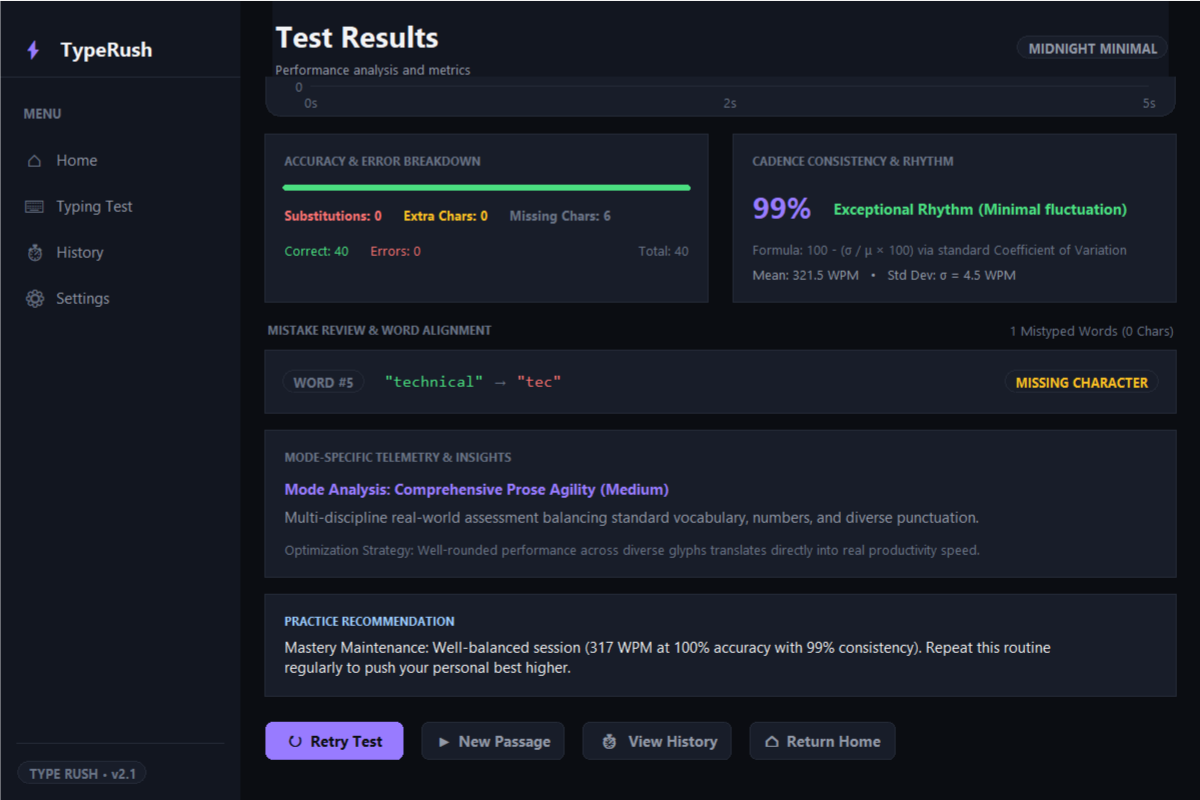 TypeRush
MENU
Home
Typing Test
History
Settings
TYPE RUSH • v2.1
Test Results
Performance analysis and metrics
MIDNIGHT MINIMAL
0
0s 2s 5s
ACCURACY & ERROR BREAKDOWN
Substitutions: 0 Extra Chars: 0 Missing Chars: 6
Correct: 40 Errors: 0 Total: 40
CADENCE CONSISTENCY & RHYTHM
99% Exceptional Rhythm (Minimal fluctuation)
Formula: 100 - (σ / μ × 100) via standard Coefficient of Variation
Mean: 321.5 WPM • Std Dev: σ = 4.5 WPM
MISTAKE REVIEW & WORD ALIGNMENT 1 Mistyped Words (0 Chars)
WORD #5 "technical" → "tec" MISSING CHARACTER
MODE-SPECIFIC TELEMETRY & INSIGHTS
Mode Analysis: Comprehensive Prose Agility (Medium)
Multi-discipline real-world assessment balancing standard vocabulary, numbers, and diverse punctuation.
Optimization Strategy: Well-rounded performance across diverse glyphs translates directly into real productivity speed.
PRACTICE RECOMMENDATION
Mastery Maintenance: Well-balanced session (317 WPM at 100% accuracy with 99% consistency). Repeat this routine
regularly to push your personal best higher.
Retry Test New Passage View History Return Home